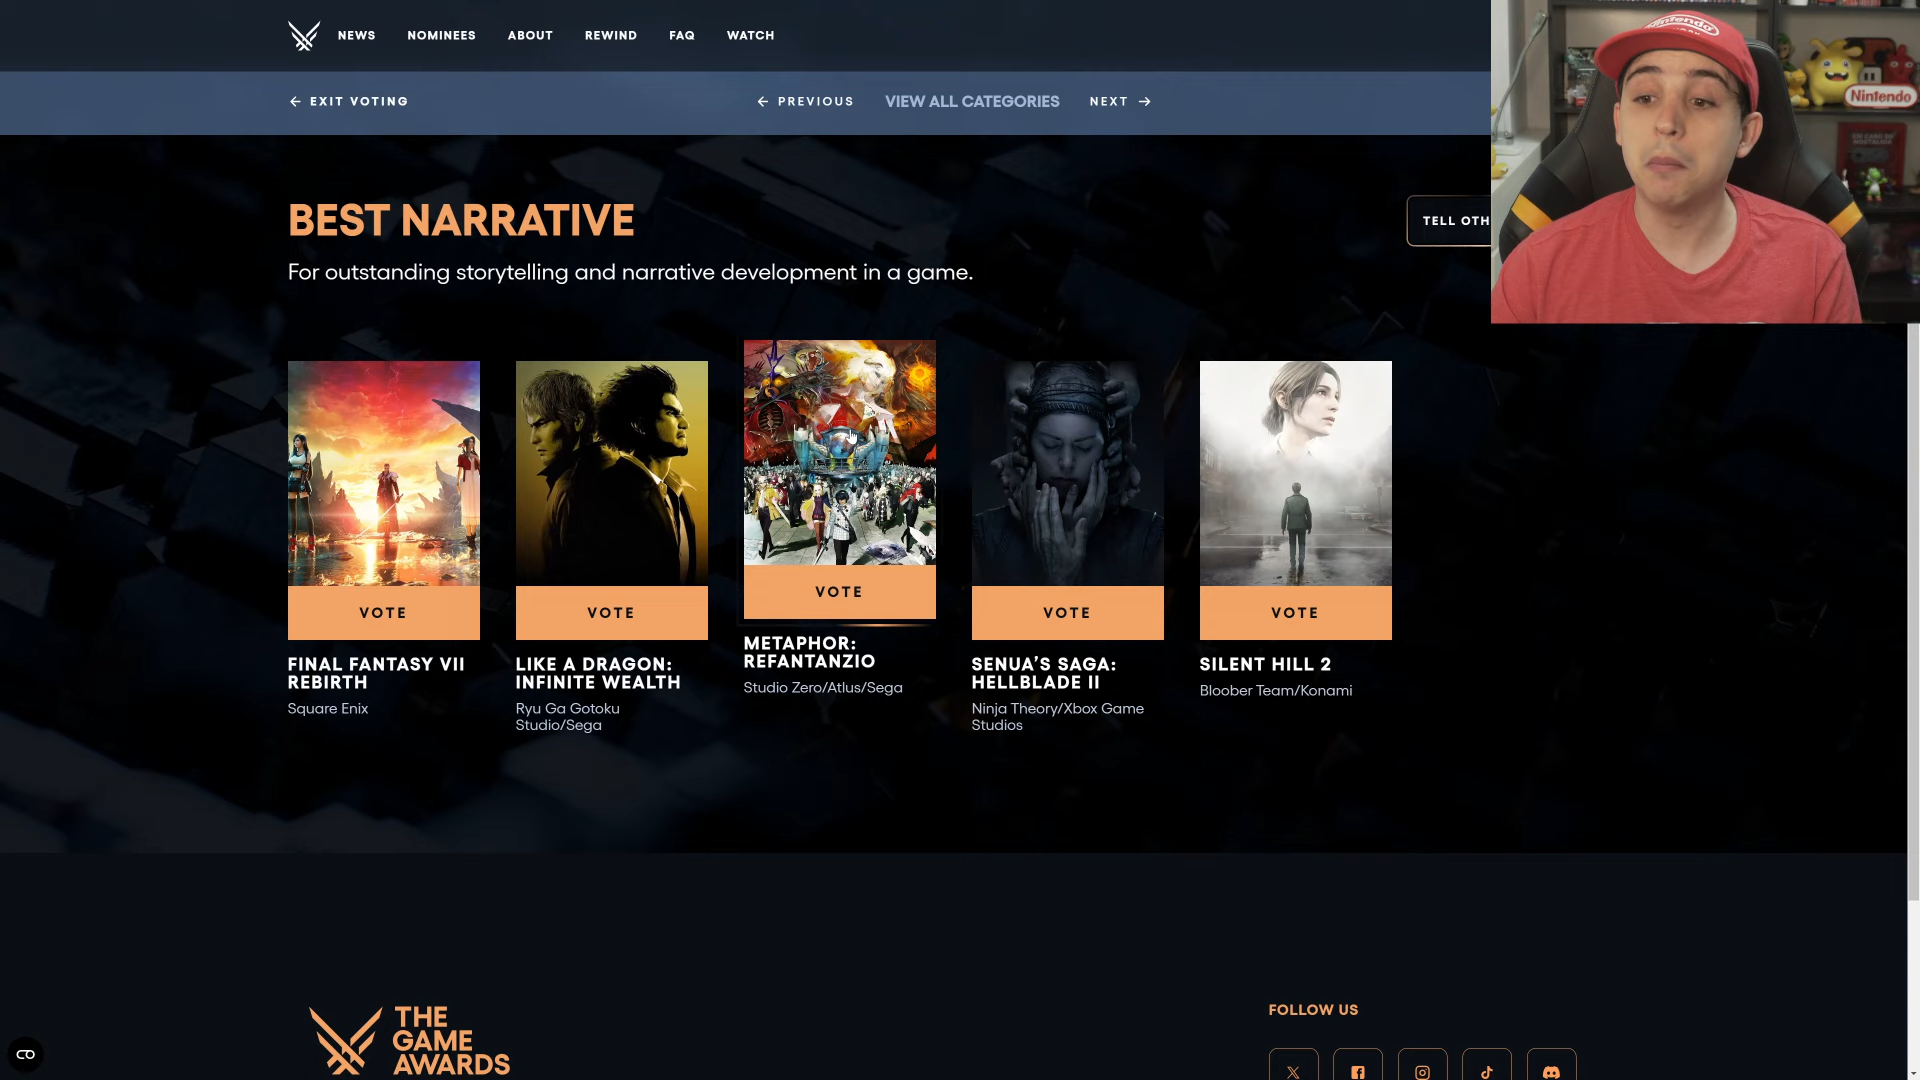 NEWS NOMINEES ABOUT REWIND FAQ WATCH
EXIT VOTING
PREVIOUS VIEW ALL CATEGORIES NEXT
Nintendo
Nintendo
BEST NARRATIVE
TELL OTH
For outstanding storytelling and narrative development in a game.
VOTE
FINAL FANTASY VII
REBIRTH
Square Enix
VOTE
LIKE A DRAGON:
INFINITE WEALTH
Ryu Ga Gotoku
Studio/Sega
VOTE
METAPHOR:
REFANTANZIO
Studio Zero/Atlus/Sega
VOTE
SENUA’S SAGA:
HELLBLADE II
Ninja Theory/Xbox Game
Studios
VOTE
SILENT HILL 2
Bloober Team/Konami
THE
GAME
AWARDS
FOLLOW US